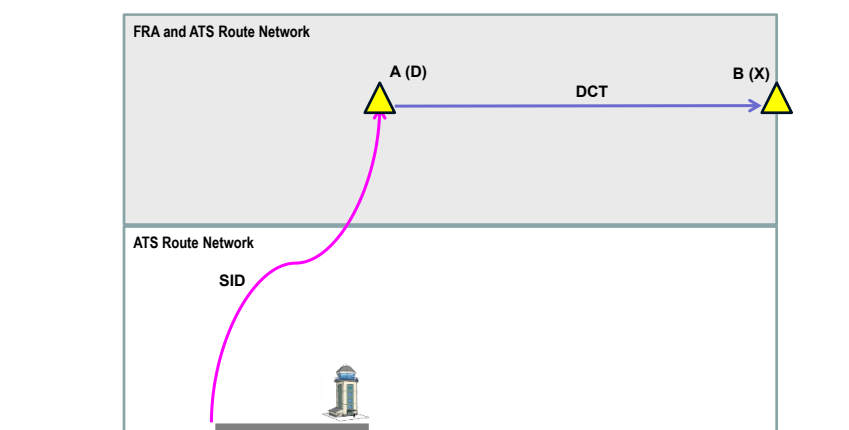 FRA and ATS Route Network
A (D)
B (X)
DCT
ATS Route Network
SID